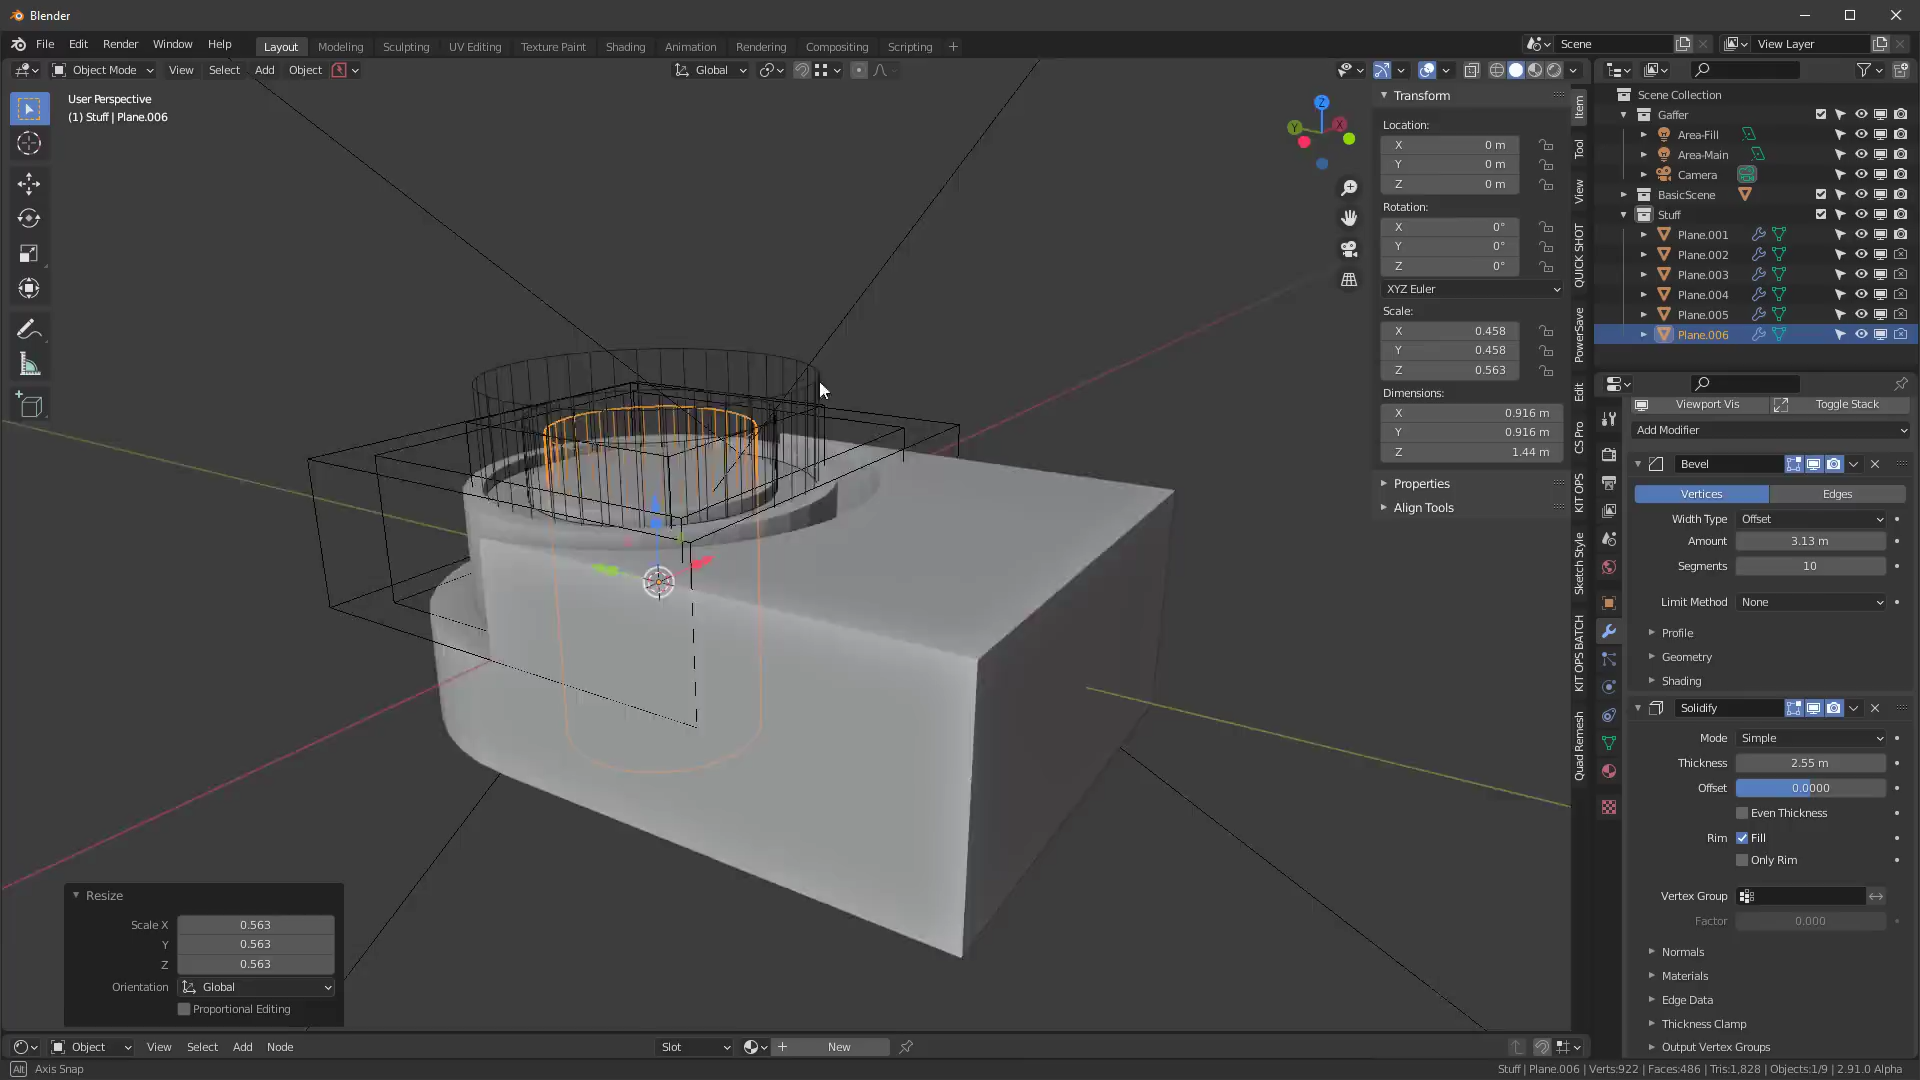 Blender
File Edit Render Window Help
Layout Modeling Sculpting UV Editing Texture Paint Shading Animation Rendering Compositing Scripting +
Scene
View Layer
Object Mode View Select Add Object
Global
User Perspective
(1) Stuff | Plane.006
Z
Y
X
Transform
Location:
X 0 m
Y 0 m
Z 0 m
Rotation:
X 0°
Y 0°
Z 0°
XYZ Euler
Scale:
X 0.458
Y 0.458
Z 0.563
Dimensions:
X 0.916 m
Y 0.916 m
Z 1.44 m
Properties
Align Tools
Item
Tool
View
QUICK SHOT
PowerSave
Edit
CS Pro
KIT OPS
Sketch Style
KIT OPS BATCH
Quad Remesh
Scene Collection
Gaffer
Area-Fill
Area-Main
Camera
BasicScene
Stuff
Plane.001
Plane.002
Plane.003
Plane.004
Plane.005
Plane.006
Viewport Vis Toggle Stack
Add Modifier
Bevel
Vertices Edges
Width Type Offset
Amount 3.13 m
Segments 10
Limit Method None
Profile
Geometry
Shading
Solidify
Mode Simple
Thickness 2.55 m
Offset 0.0000
Even Thickness
Rim Fill
Only Rim
Vertex Group
Factor 0.000
Normals
Materials
Edge Data
Thickness Clamp
Output Vertex Groups
Resize
Scale X 0.563
Y 0.563
Z 0.563
Orientation Global
Proportional Editing
Object View Select Add Node
Slot
+ New
Alt Axis Snap
Stuff | Plane.006 | Verts:922 | Faces:486 | Tris:1,828 | Objects:1/9 | 2.91.0 Alpha